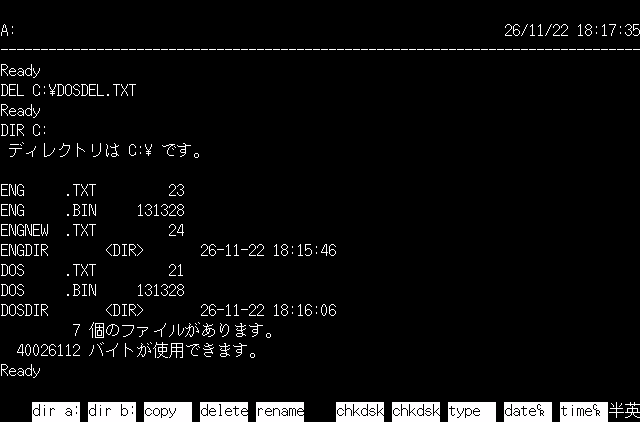 A: 26/11/22 18:17:35
Ready
DEL C:¥DOSDEL.TXT
Ready
DIR C:
ディレクトリは C:¥ です。
ENG .TXT 23
ENG .BIN 131328
ENGNEW .TXT 24
ENGDIR <DIR> 26-11-22 18:15:46
DOS .TXT 21
DOS .BIN 131328
DOSDIR <DIR> 26-11-22 18:16:06
7 個のファイルがあります。
40026112 バイトが使用できます。
Ready
dir a: dir b: copy delete rename chkdsk chkdsk type date␍ time␍ 半英